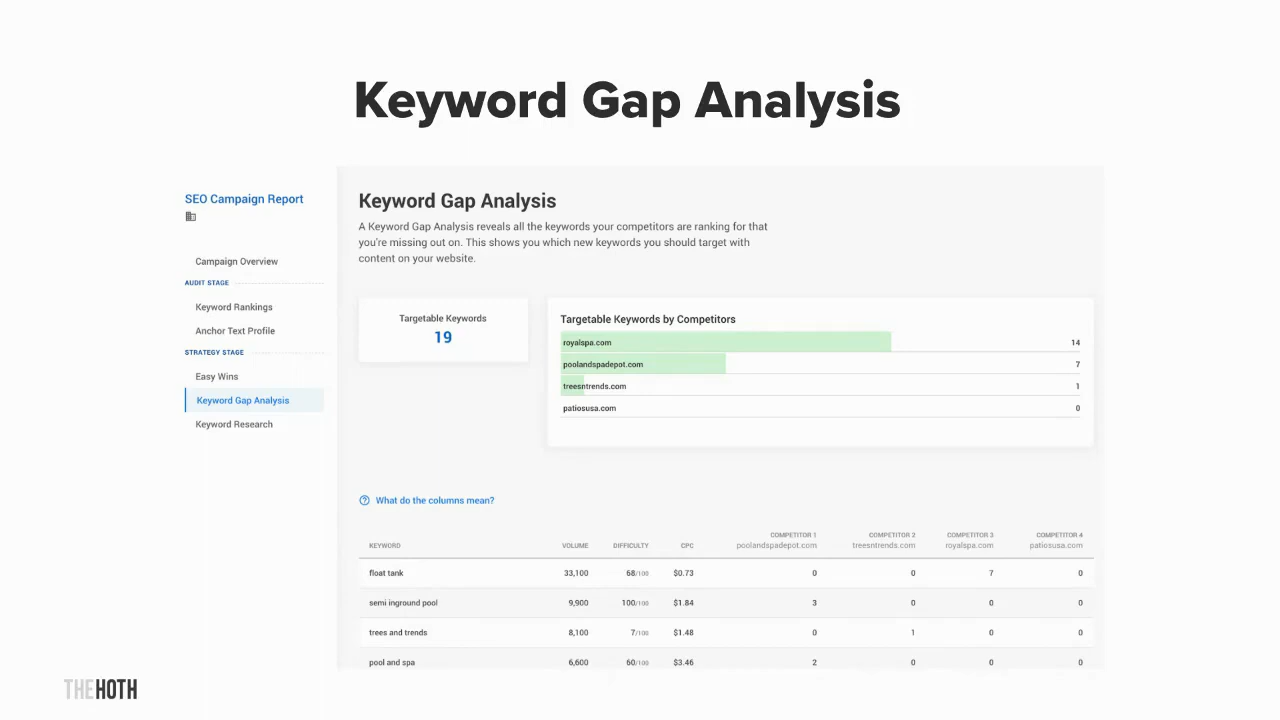 Keyword Gap Analysis
SEO Campaign Report
Campaign Overview
AUDIT STAGE
Keyword Rankings
Anchor Text Profile
STRATEGY STAGE
Easy Wins
Keyword Gap Analysis
Keyword Research
Keyword Gap Analysis
A Keyword Gap Analysis reveals all the keywords your competitors are ranking for that
you're missing out on. This shows you which new keywords you should target with
content on your website.
Targetable Keywords
19
Targetable Keywords by Competitors
royalspa.com 14
poolandspadepot.com 7
treesntrends.com 1
patiosusa.com 0
What do the columns mean?
COMPETITOR 1 COMPETITOR 2 COMPETITOR 3 COMPETITOR 4
KEYWORD VOLUME DIFFICULTY CPC poolandspadepot.com treesntrends.com royalspa.com patiosusa.com
float tank 33,100 68/100 $0.73 0 0 7 0
semi inground pool 9,900 100/100 $1.84 3 0 0 0
trees and trends 8,100 7/100 $1.48 0 1 0 0
pool and spa 6,600 60/100 $3.46 2 0 0 0
THEHOTH